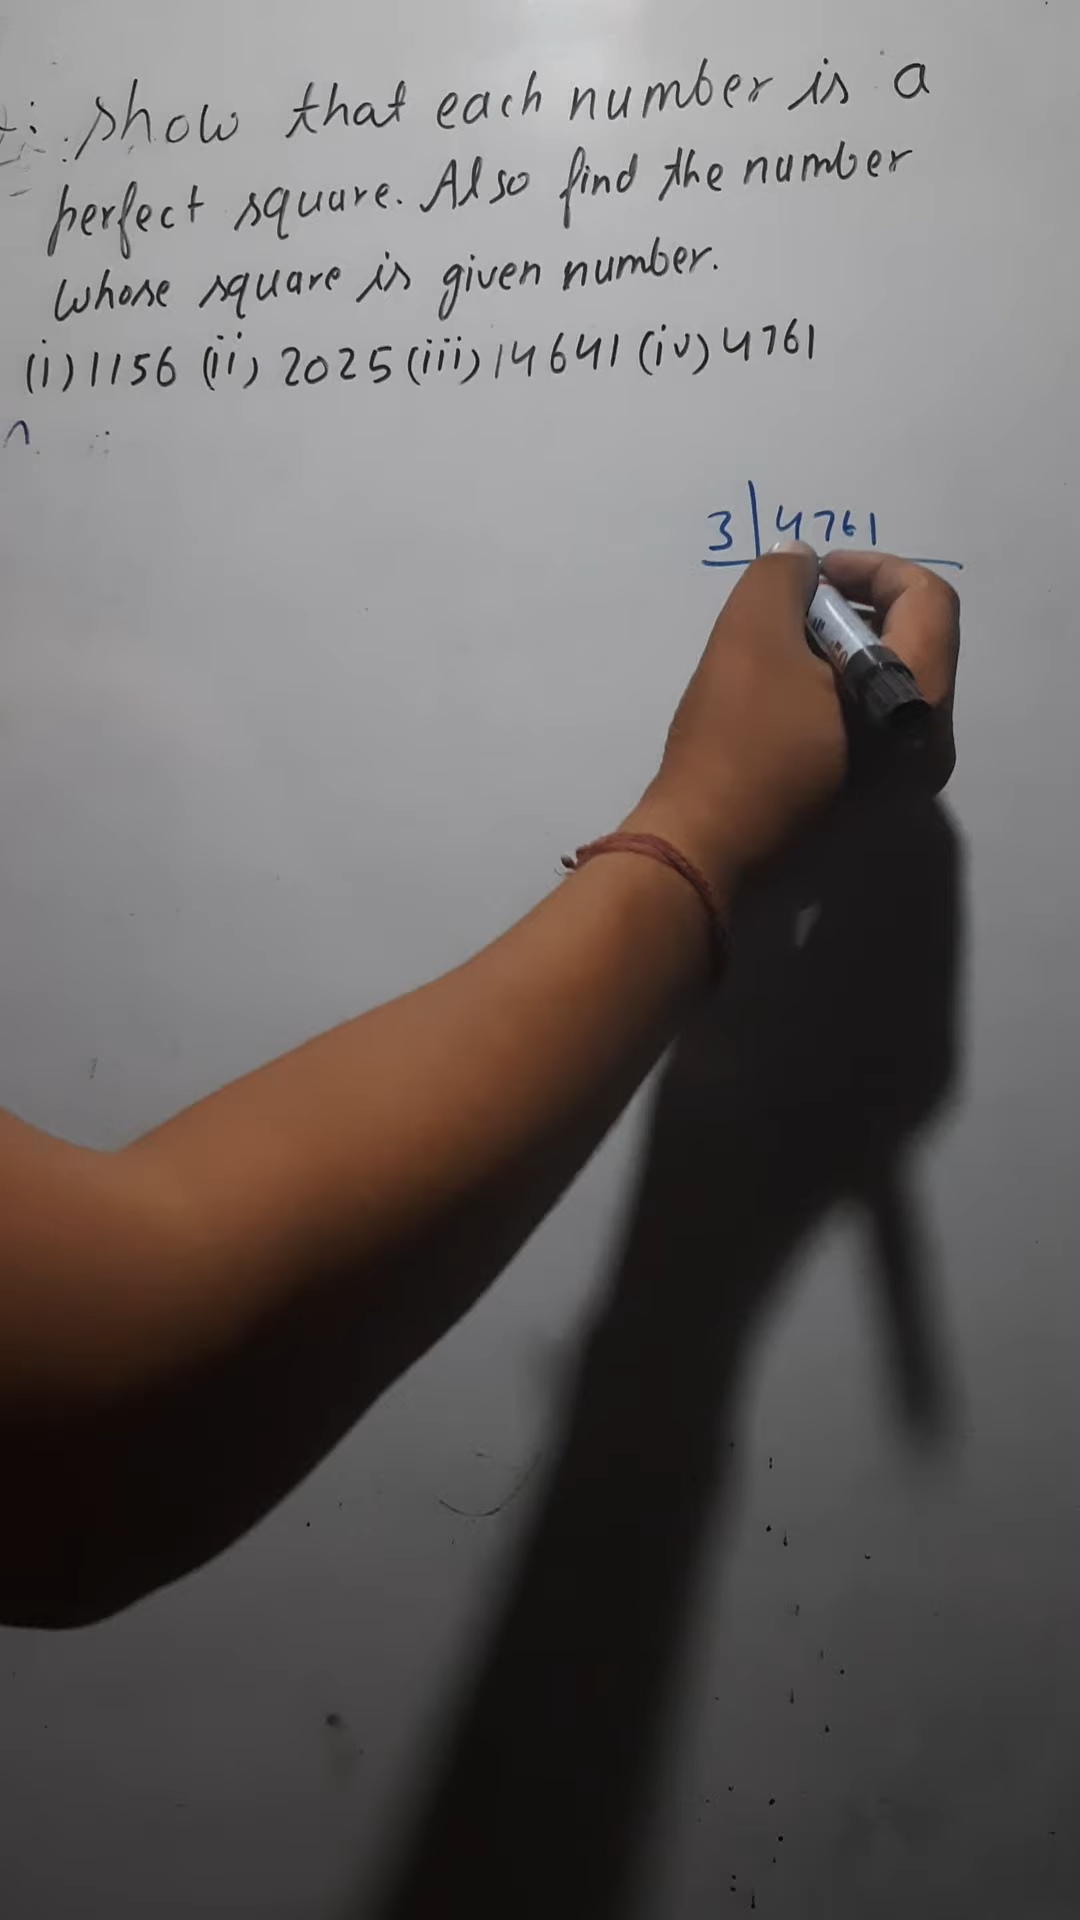 : show that each number is a
perfect square. Also find the number
whose square is given number.
(i) 1156 (ii) 2025 (iii) 14641 (iv) 4761
3 | 4761